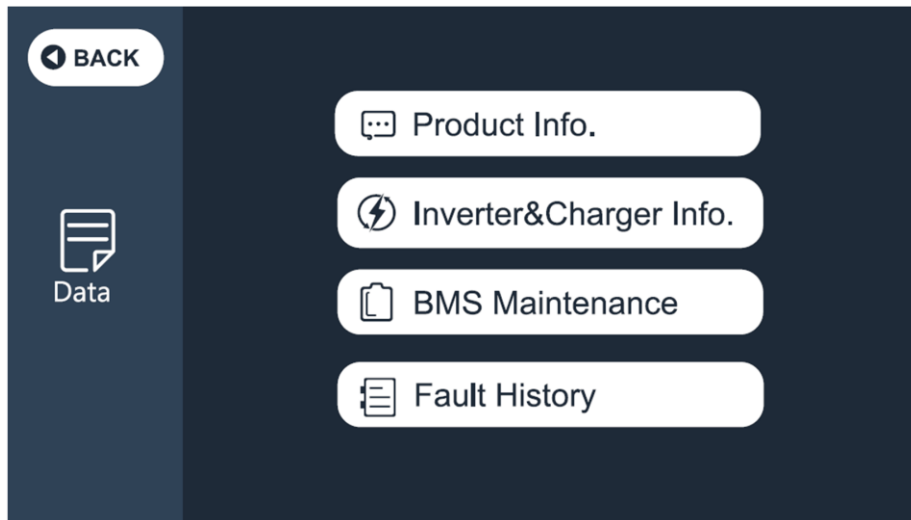 BACK
Data
Product Info.
Inverter&Charger Info.
BMS Maintenance
Fault History